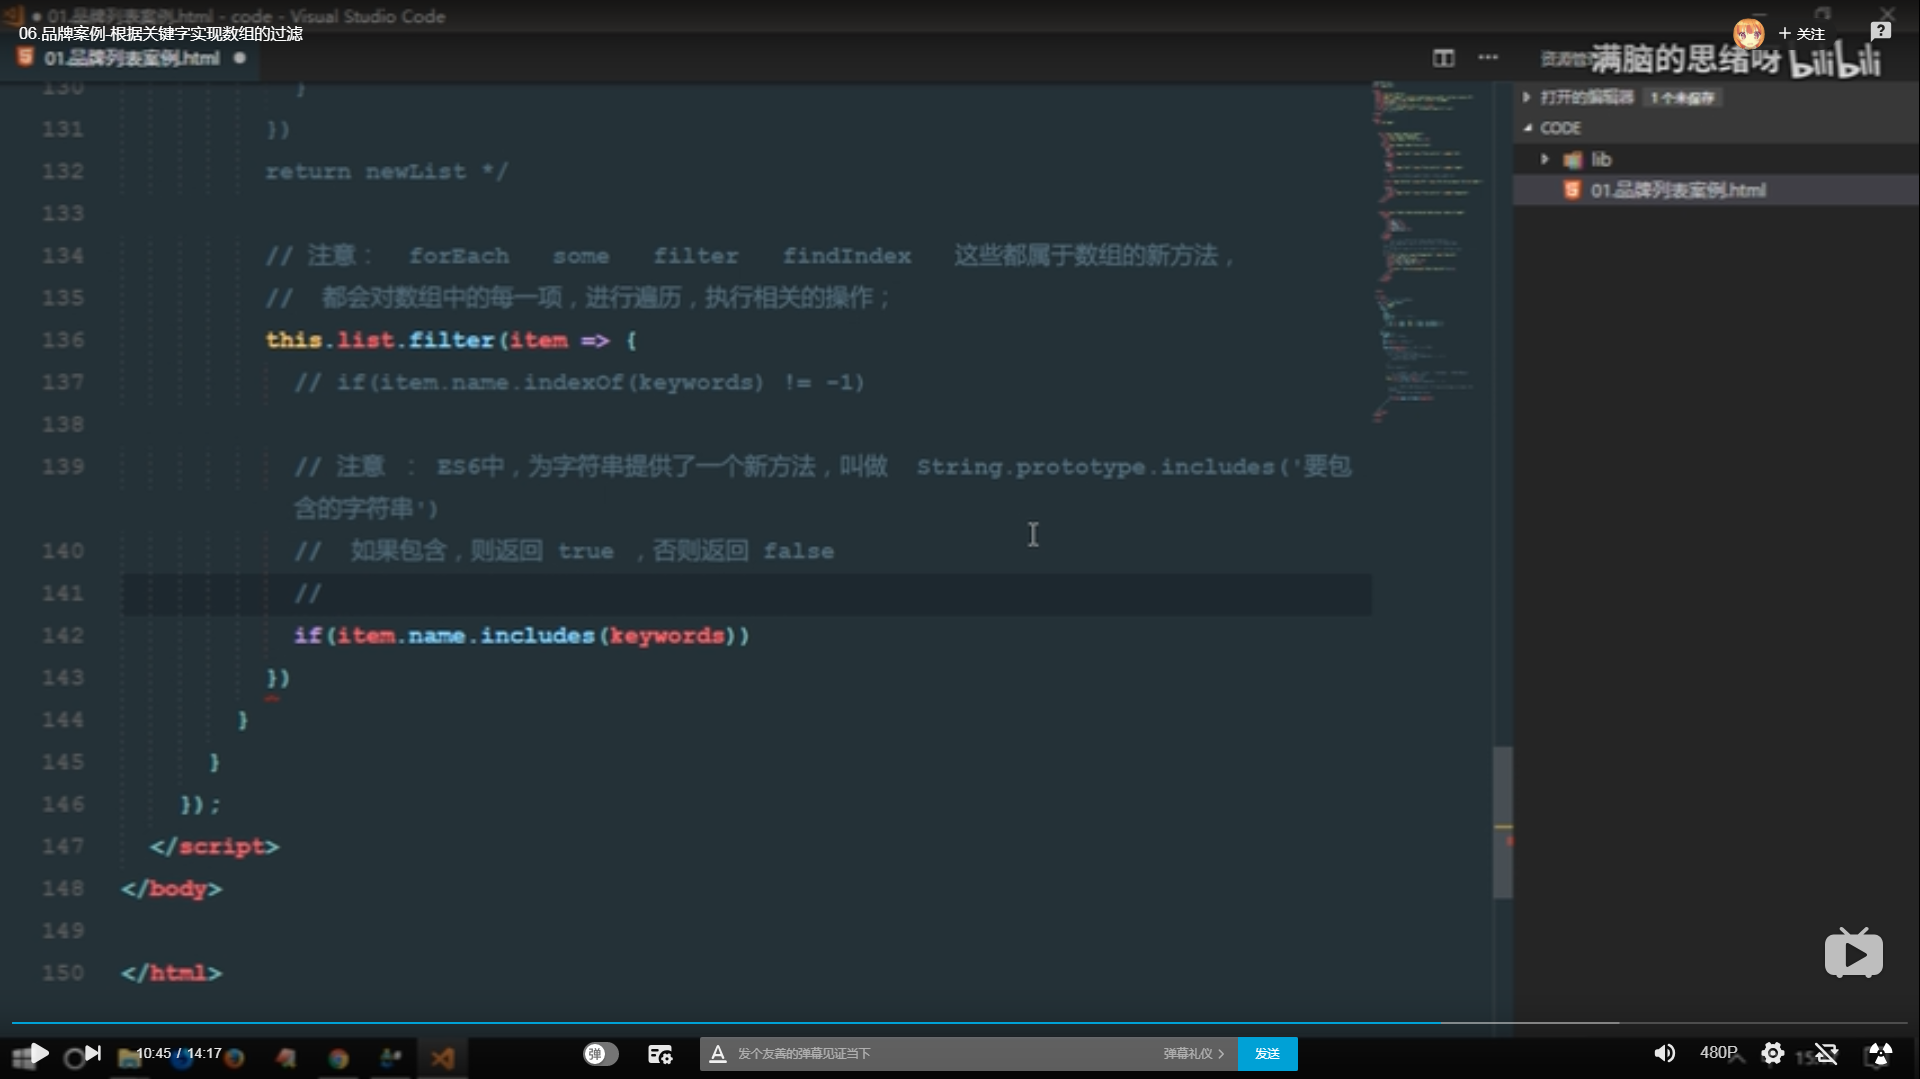 01.品牌列表案例.html - code - Visual Studio Code
06.品牌案例-根据关键字实现数组的过滤
+ 关注
01.品牌列表案例.html
满脑的思绪呀 bilibili
打开的编辑器 1 个未保存
CODE
lib
01.品牌列表案例.html
130 }
131 })
132 return newList */
133
134 // 注意： forEach some filter findIndex 这些都属于数组的新方法，
135 // 都会对数组中的每一项，进行遍历，执行相关的操作；
136 this.list.filter(item => {
137 // if(item.name.indexOf(keywords) != -1)
138
139 // 注意 ： ES6中，为字符串提供了一个新方法，叫做 String.prototype.includes('要包
含的字符串')
140 // 如果包含，则返回 true ，否则返回 false
141 //
142 if(item.name.includes(keywords))
143 })
144 }
145 }
146 });
147 </script>
148 </body>
149
150 </html>
10:45 / 14:17
弹
发个友善的弹幕见证当下
弹幕礼仪
发送
480P